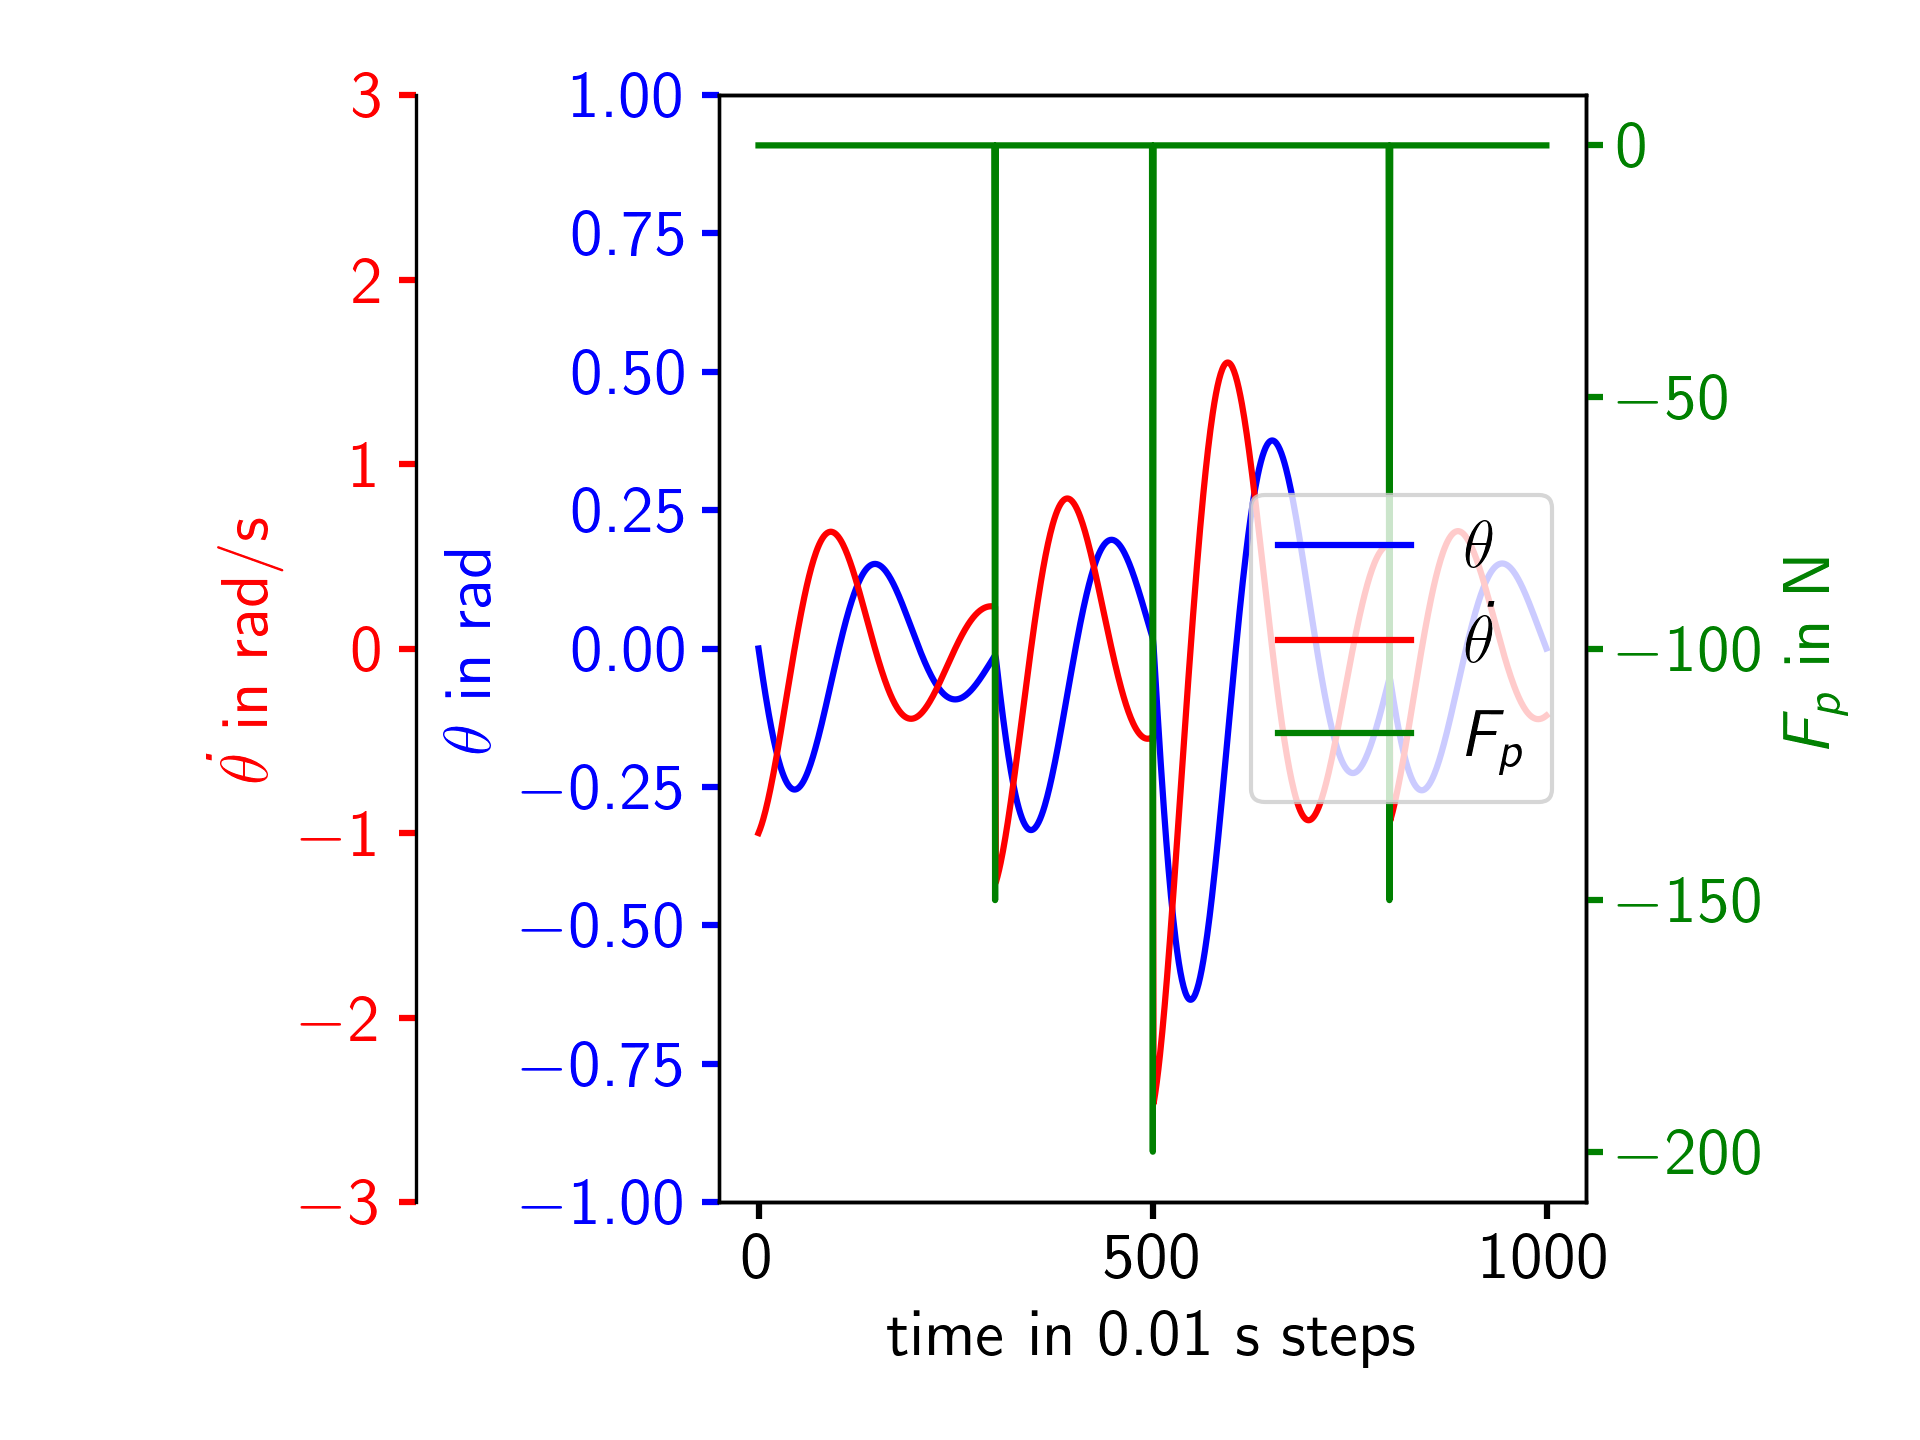 3
2
1
0
−1
−2
−3
θ̇ in rad/s
1.00
0.75
0.50
0.25
0.00
−0.25
−0.50
−0.75
−1.00
θ in rad
0
−50
−100
−150
−200
F_p in N
θ
θ̇
F_p
0 500 1000
time in 0.01 s steps